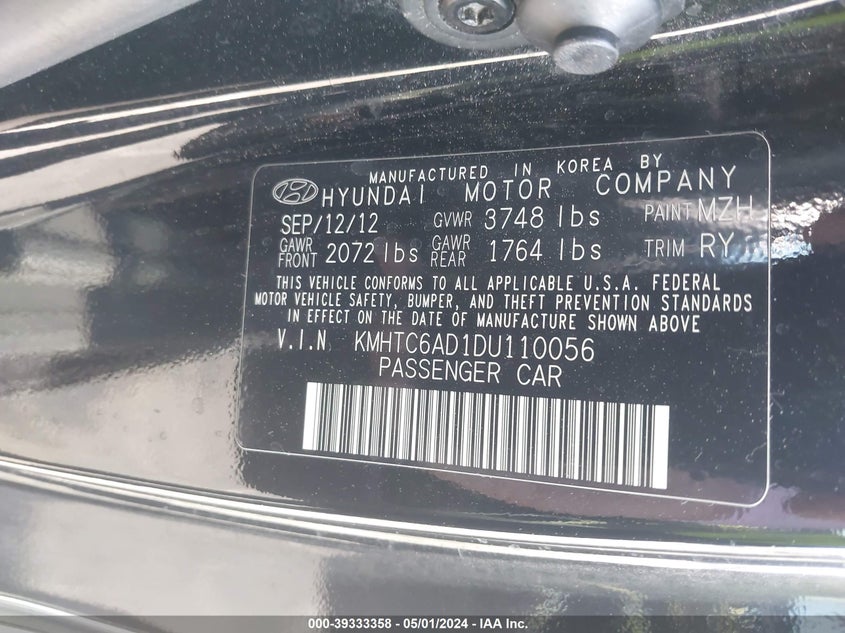 MANUFACTURED IN KOREA BY
HYUNDAI MOTOR COMPANY
SEP/12/12 GVWR 3748 lbs PAINT MZH
GAWR FRONT 2072 lbs GAWR REAR 1764 lbs TRIM RY
THIS VEHICLE CONFORMS TO ALL APPLICABLE U.S.A. FEDERAL
MOTOR VEHICLE SAFETY, BUMPER, AND THEFT PREVENTION STANDARDS
IN EFFECT ON THE DATE OF MANUFACTURE SHOWN ABOVE
V.I.N KMHTC6AD1DU110056
PASSENGER CAR
000-39333358 - 05/01/2024 - IAA Inc.